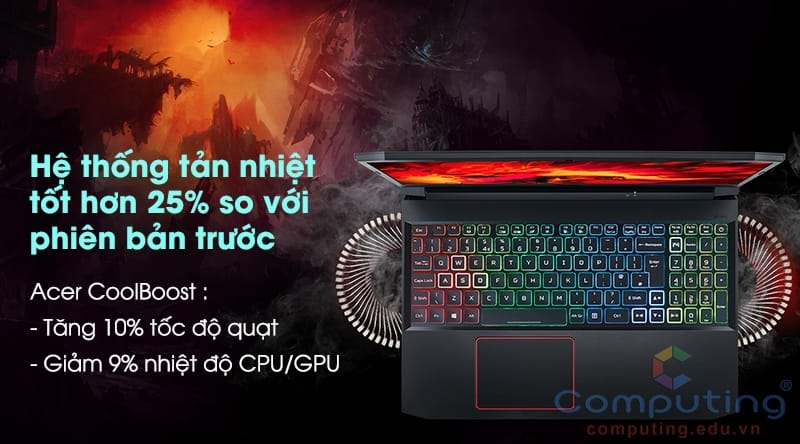 Hệ thống tản nhiệt
tốt hơn 25% so với
phiên bản trước
Acer CoolBoost :
- Tăng 10% tốc độ quạt
- Giảm 9% nhiệt độ CPU/GPU
Computing®
computing.edu.vn